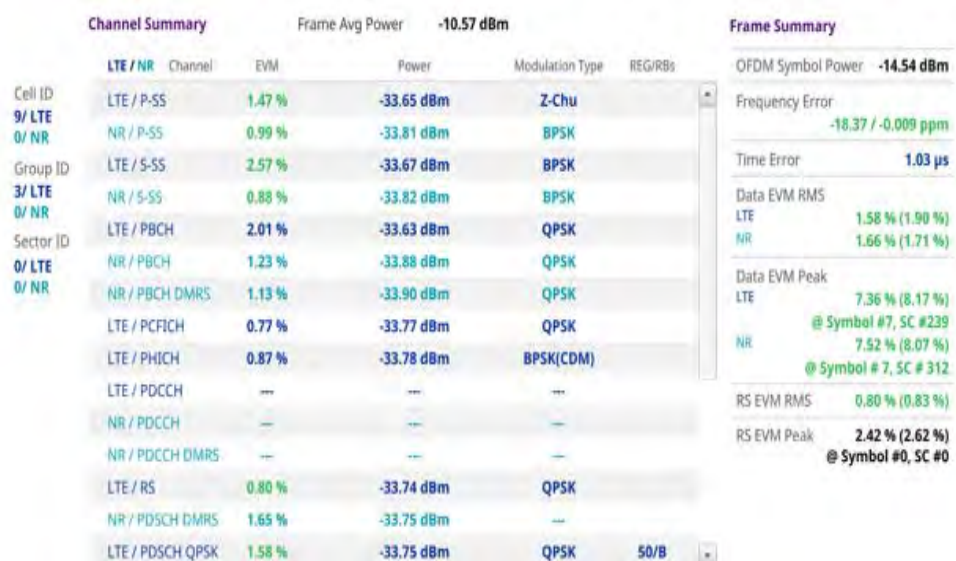 Channel Summary Frame Avg Power -10.57 dBm
LTE / NR Channel EVM Power Modulation Type REG/RBs
LTE / P-SS 1.47 % -33.65 dBm Z-Chu
NR / P-SS 0.99 % -33.81 dBm BPSK
LTE / S-SS 2.57 % -33.67 dBm BPSK
NR / S-SS 0.88 % -33.82 dBm BPSK
LTE / PBCH 2.01 % -33.63 dBm QPSK
NR / PBCH 1.23 % -33.88 dBm QPSK
NR / PBCH DMRS 1.13 % -33.90 dBm QPSK
LTE / PCFICH 0.77 % -33.77 dBm QPSK
LTE / PHICH 0.87 % -33.78 dBm BPSK(CDM)
LTE / PDCCH --- --- ---
NR / PDCCH --- --- ---
NR / PDCCH DMRS --- --- ---
LTE / RS 0.80 % -33.74 dBm QPSK
NR / PDSCH DMRS 1.65 % -33.75 dBm ---
LTE / PDSCH QPSK 1.58 % -33.75 dBm QPSK 50/B
Cell ID
9/ LTE
0/ NR
Group ID
3/ LTE
0/ NR
Sector ID
0/ LTE
0/ NR
Frame Summary
OFDM Symbol Power -14.54 dBm
Frequency Error
-18.37 / -0.009 ppm
Time Error 1.03 µs
Data EVM RMS
LTE 1.58 % (1.90 %)
NR 1.66 % (1.71 %)
Data EVM Peak
LTE 7.36 % (8.17 %)
@ Symbol #7, SC #239
NR 7.52 % (8.07 %)
@ Symbol # 7, SC # 312
RS EVM RMS 0.80 % (0.83 %)
RS EVM Peak 2.42 % (2.62 %)
@ Symbol #0, SC #0